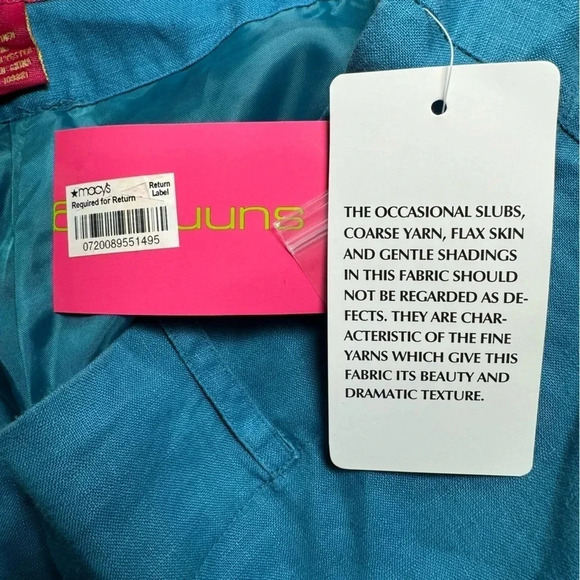 ★macy's
Return
Label
Required for Return
0720089551495
THE OCCASIONAL SLUBS,
COARSE YARN, FLAX SKIN
AND GENTLE SHADINGS
IN THIS FABRIC SHOULD
NOT BE REGARDED AS DE-
FECTS. THEY ARE CHAR-
ACTERISTIC OF THE FINE
YARNS WHICH GIVE THIS
FABRIC ITS BEAUTY AND
DRAMATIC TEXTURE.